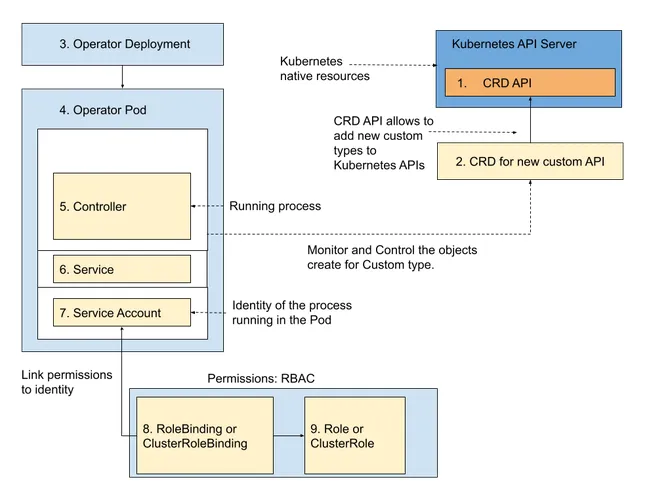 3. Operator Deployment
Kubernetes API Server
Kubernetes
native resources
1. CRD API
4. Operator Pod
CRD API allows to
add new custom
types to
Kubernetes APIs
2. CRD for new custom API
5. Controller
Running process
Monitor and Control the objects
create for Custom type.
6. Service
7. Service Account
Identity of the process
running in the Pod
Link permissions
to identity
Permissions: RBAC
8. RoleBinding or
ClusterRoleBinding
9. Role or
ClusterRole